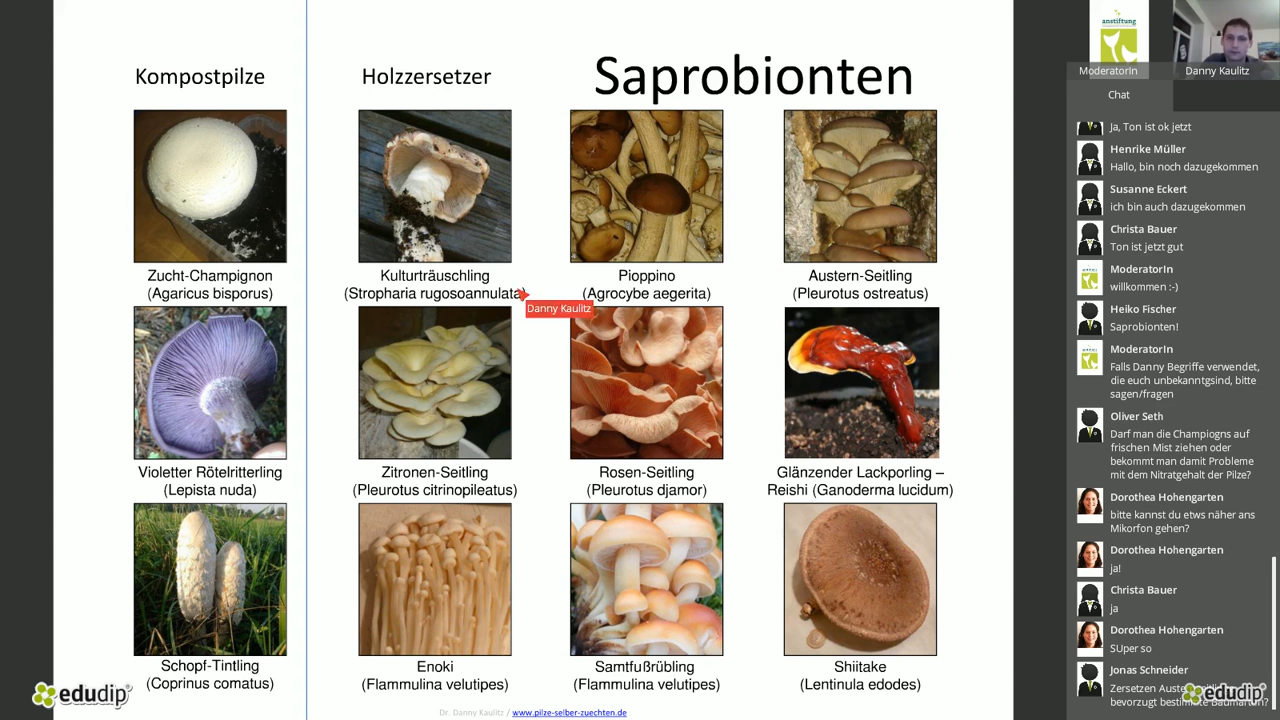 Kompostpilze
Holzzersetzer
Saprobionten
Zucht-Champignon
(Agaricus bisporus)
Kulturträuschling
(Stropharia rugosoannulata)
Pioppino
(Agrocybe aegerita)
Austern-Seitling
(Pleurotus ostreatus)
Danny Kaulitz
Violetter Rötelritterling
(Lepista nuda)
Zitronen-Seitling
(Pleurotus citrinopileatus)
Rosen-Seitling
(Pleurotus djamor)
Glänzender Lackporling –
Reishi (Ganoderma lucidum)
Schopf-Tintling
(Coprinus comatus)
Enoki
(Flammulina velutipes)
Samtfußrübling
(Flammulina velutipes)
Shiitake
(Lentinula edodes)
edudip
Dr. Danny Kaulitz / www.pilze-selber-zuechten.de
anstiftung
ModeratorIn
Danny Kaulitz
Chat
Ja, Ton ist ok jetzt
Henrike Müller
Hallo, bin noch dazugekommen
Susanne Eckert
ich bin auch dazugekommen
Christa Bauer
Ton ist jetzt gut
ModeratorIn
willkommen :-)
Heiko Fischer
Saprobionten!
ModeratorIn
Falls Danny Begriffe verwendet,
die euch unbekanntgsind, bitte
sagen/fragen
Oliver Seth
Darf man die Champiogns auf
frischen Mist ziehen oder
bekommt man damit Probleme
mit dem Nitratgehalt der Pilze?
Dorothea Hohengarten
bitte kannst du etws näher ans
Mikorfon gehen?
Dorothea Hohengarten
ja!
Christa Bauer
ja
Dorothea Hohengarten
SUper so
Jonas Schneider
Zersetzen
bevorzugt
edudip